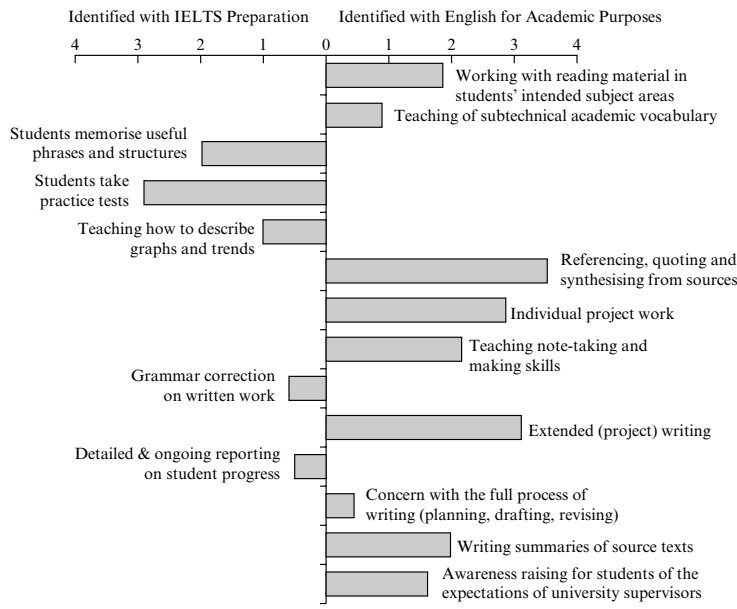 Identified with IELTS Preparation
Identified with English for Academic Purposes
4 3 2 1 0 1 2 3 4
Working with reading material in
students’ intended subject areas
Teaching of subtechnical academic vocabulary
Students memorise useful
phrases and structures
Students take
practice tests
Teaching how to describe
graphs and trends
Referencing, quoting and
synthesising from sources
Individual project work
Teaching note-taking and
making skills
Grammar correction
on written work
Extended (project) writing
Detailed & ongoing reporting
on student progress
Concern with the full process of
writing (planning, drafting, revising)
Writing summaries of source texts
Awareness raising for students of the
expectations of university supervisors